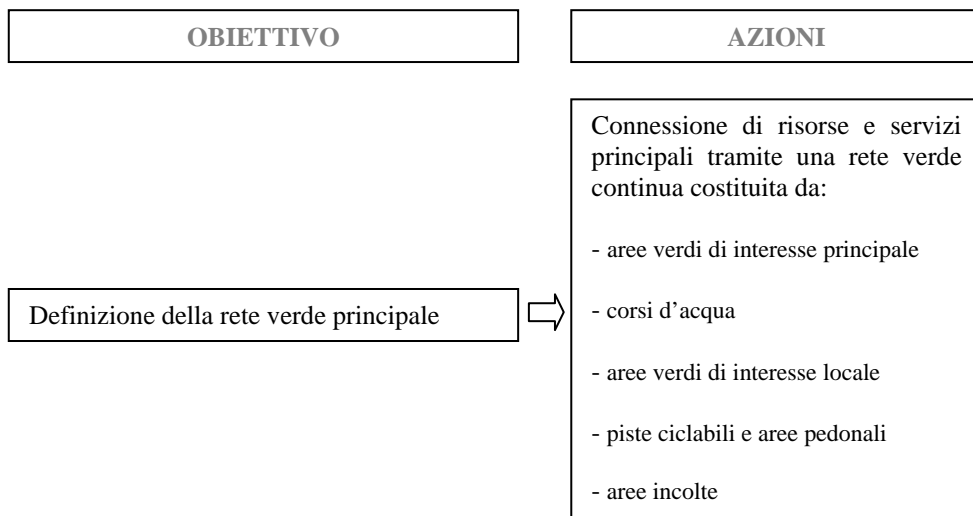 OBIETTIVO
AZIONI
Definizione della rete verde principale
Connessione di risorse e servizi
principali tramite una rete verde
continua costituita da:
- aree verdi di interesse principale
- corsi d’acqua
- aree verdi di interesse locale
- piste ciclabili e aree pedonali
- aree incolte